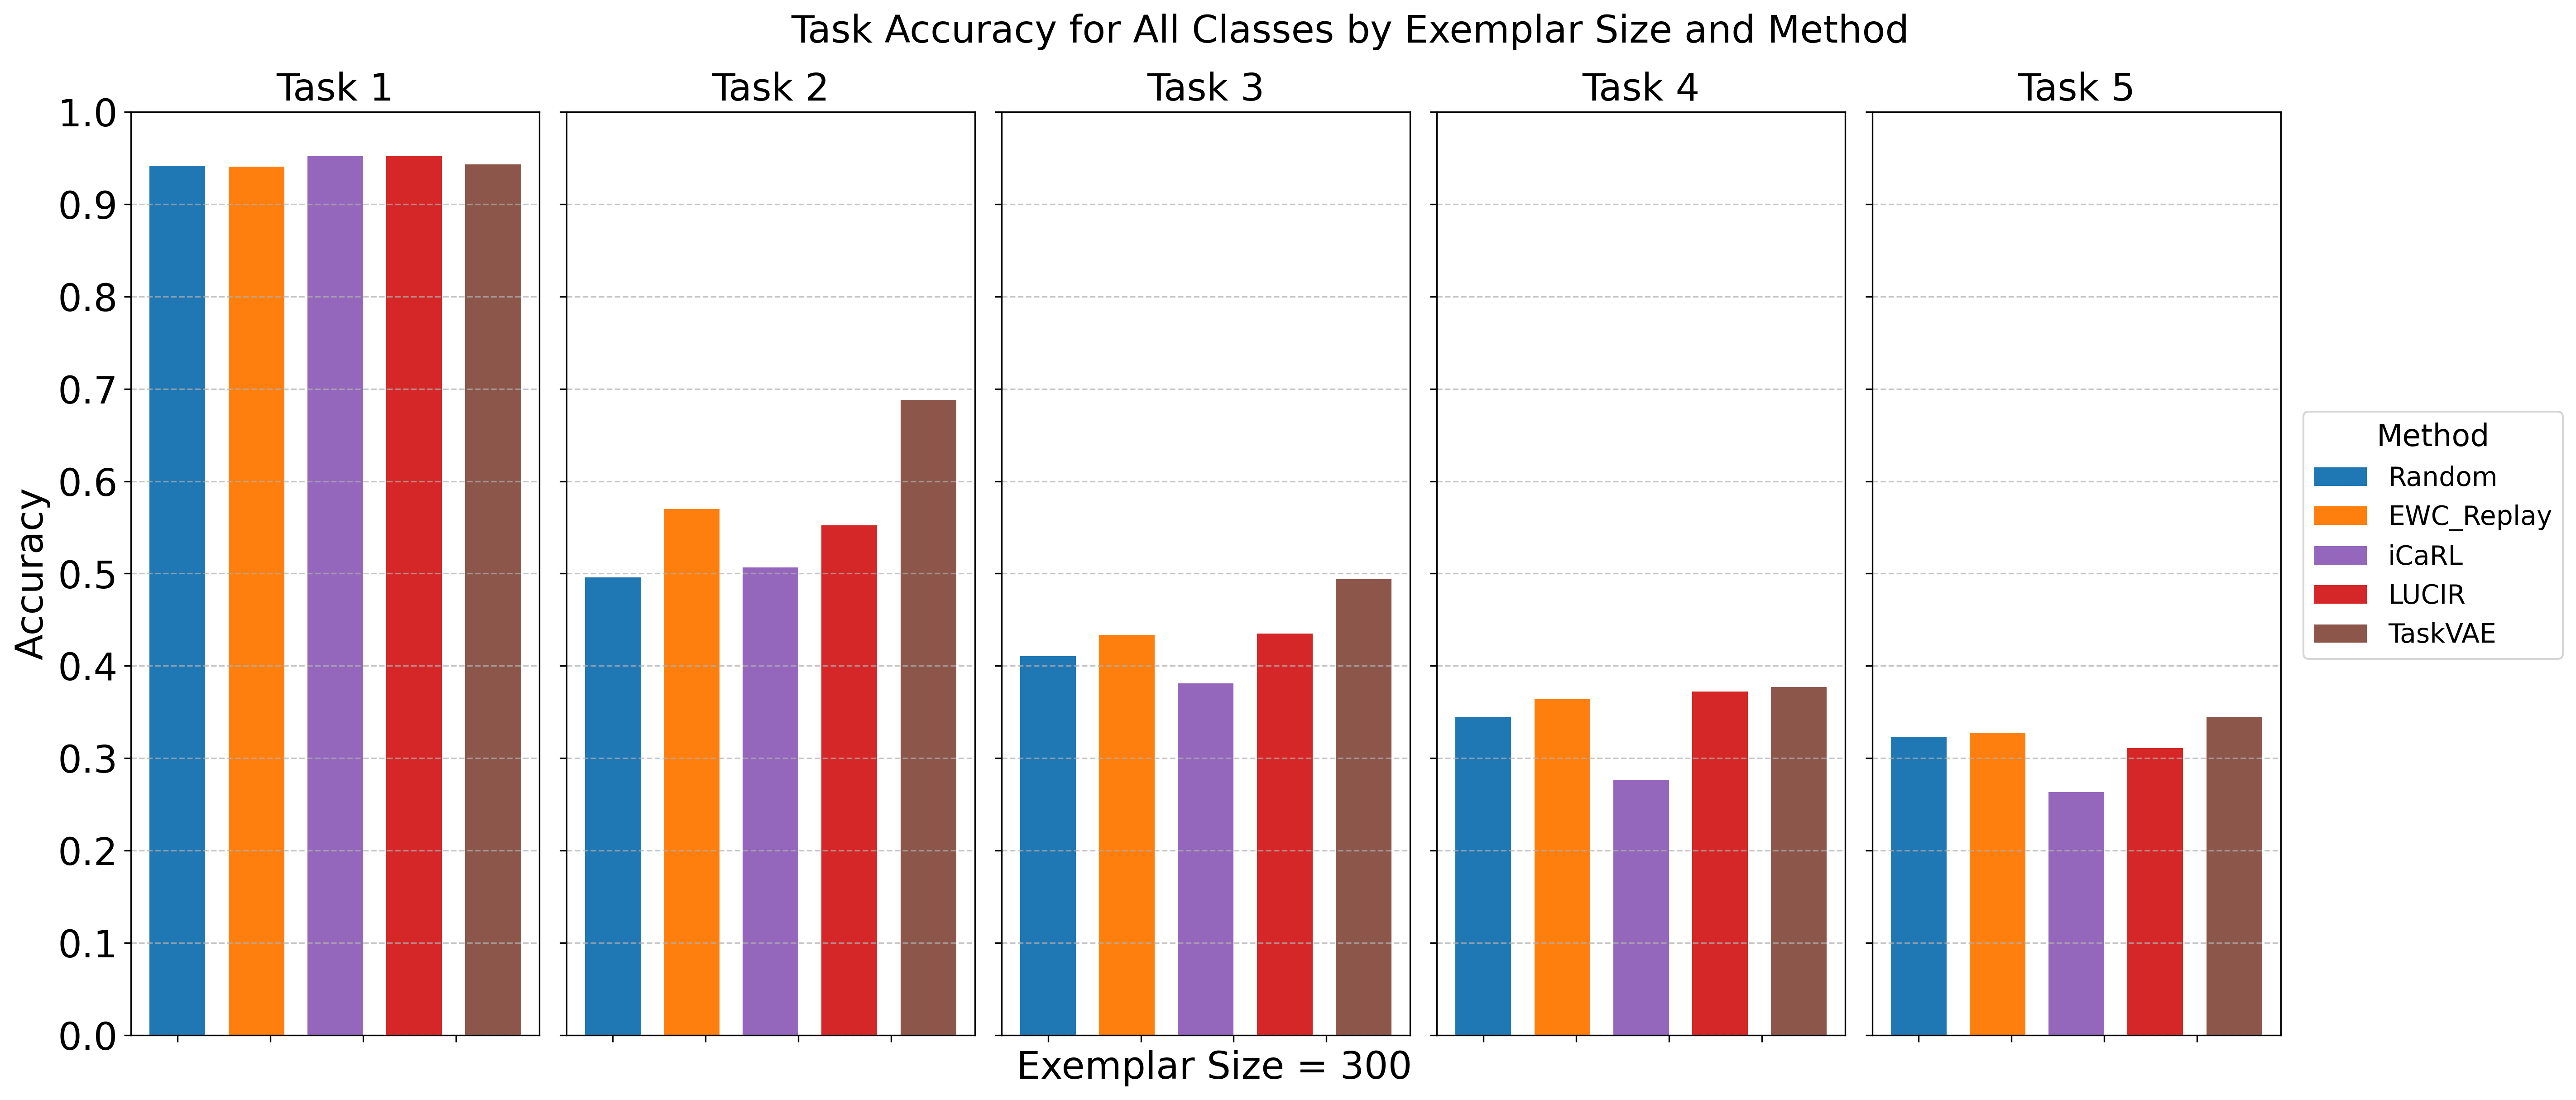 Task Accuracy for All Classes by Exemplar Size and Method
Task 1
Task 2
Task 3
Task 4
Task 5
Accuracy
1.0
0.9
0.8
0.7
0.6
0.5
0.4
0.3
0.2
0.1
0.0
Exemplar Size = 300
Method
Random
EWC_Replay
iCaRL
LUCIR
TaskVAE